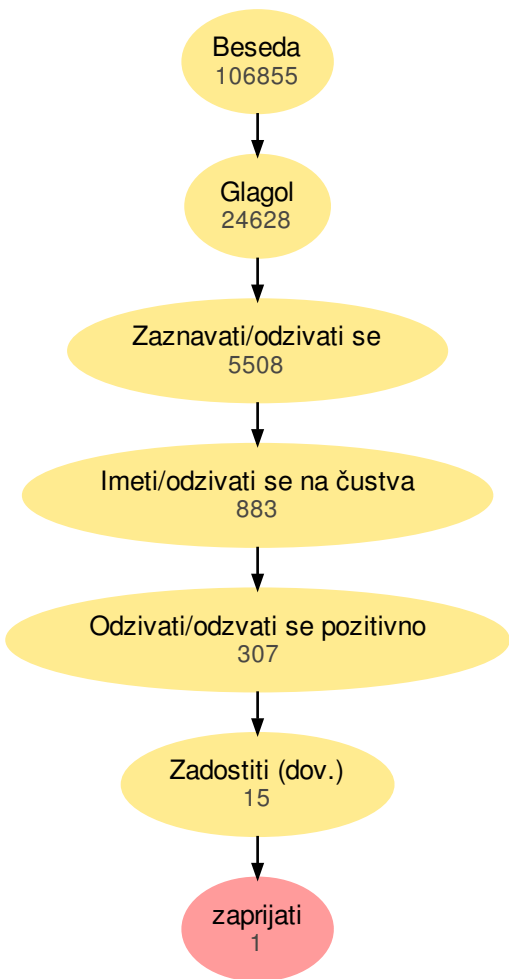 Beseda
106855
Glagol
24628
Zaznavati/odzivati se
5508
Imeti/odzivati se na čustva
883
Odzivati/odzvati se pozitivno
307
Zadostiti (dov.)
15
zaprijati
1